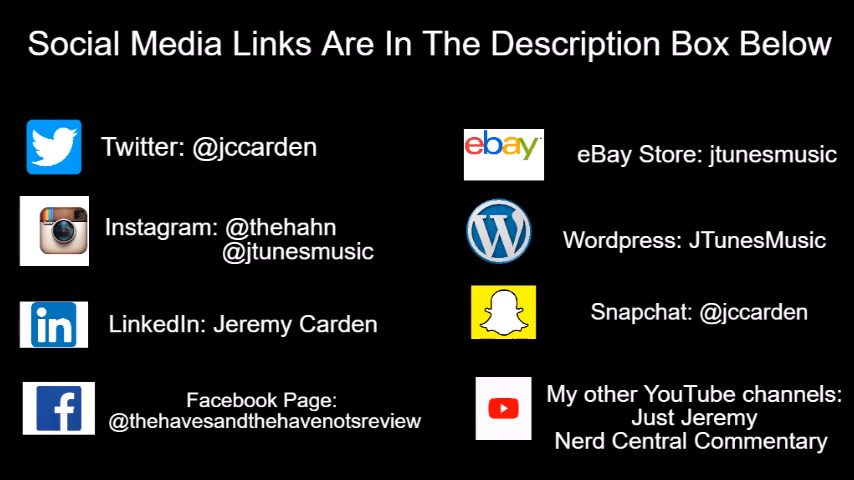 Social Media Links Are In The Description Box Below
Twitter: @jccarden
Instagram: @thehahn
@jtunesmusic
in LinkedIn: Jeremy Carden
f Facebook Page:
@thehavesandthehavenotsreview
ebay eBay Store: jtunesmusic
W Wordpress: JTunesMusic
Snapchat: @jccarden
My other YouTube channels:
Just Jeremy
Nerd Central Commentary